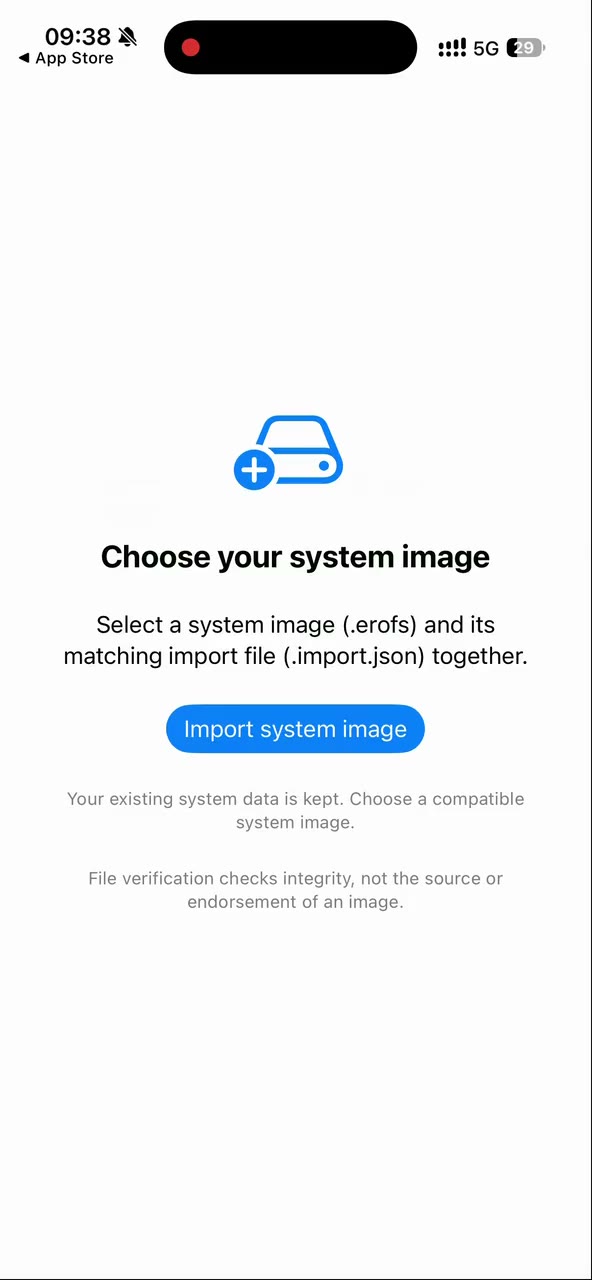 09:38
5G
29
◀ App Store
Choose your system image
Select a system image (.erofs) and its
matching import file (.import.json) together.
Import system image
Your existing system data is kept. Choose a compatible
system image.
File verification checks integrity, not the source or
endorsement of an image.